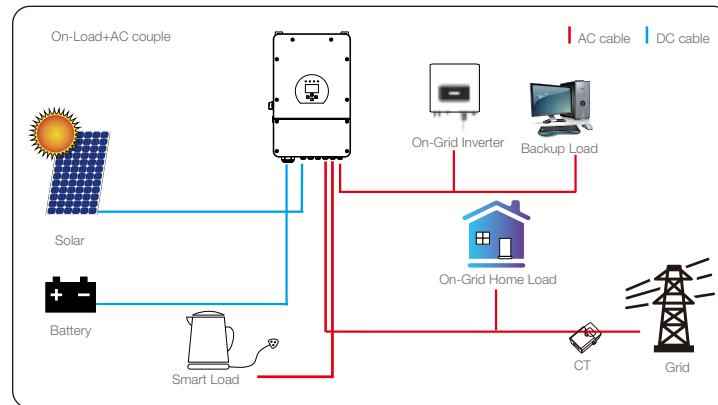 On-Load+AC couple
AC cable
DC cable
On-Grid Inverter
Backup Load
Solar
On-Grid Home Load
Battery
Smart Load
CT
Grid